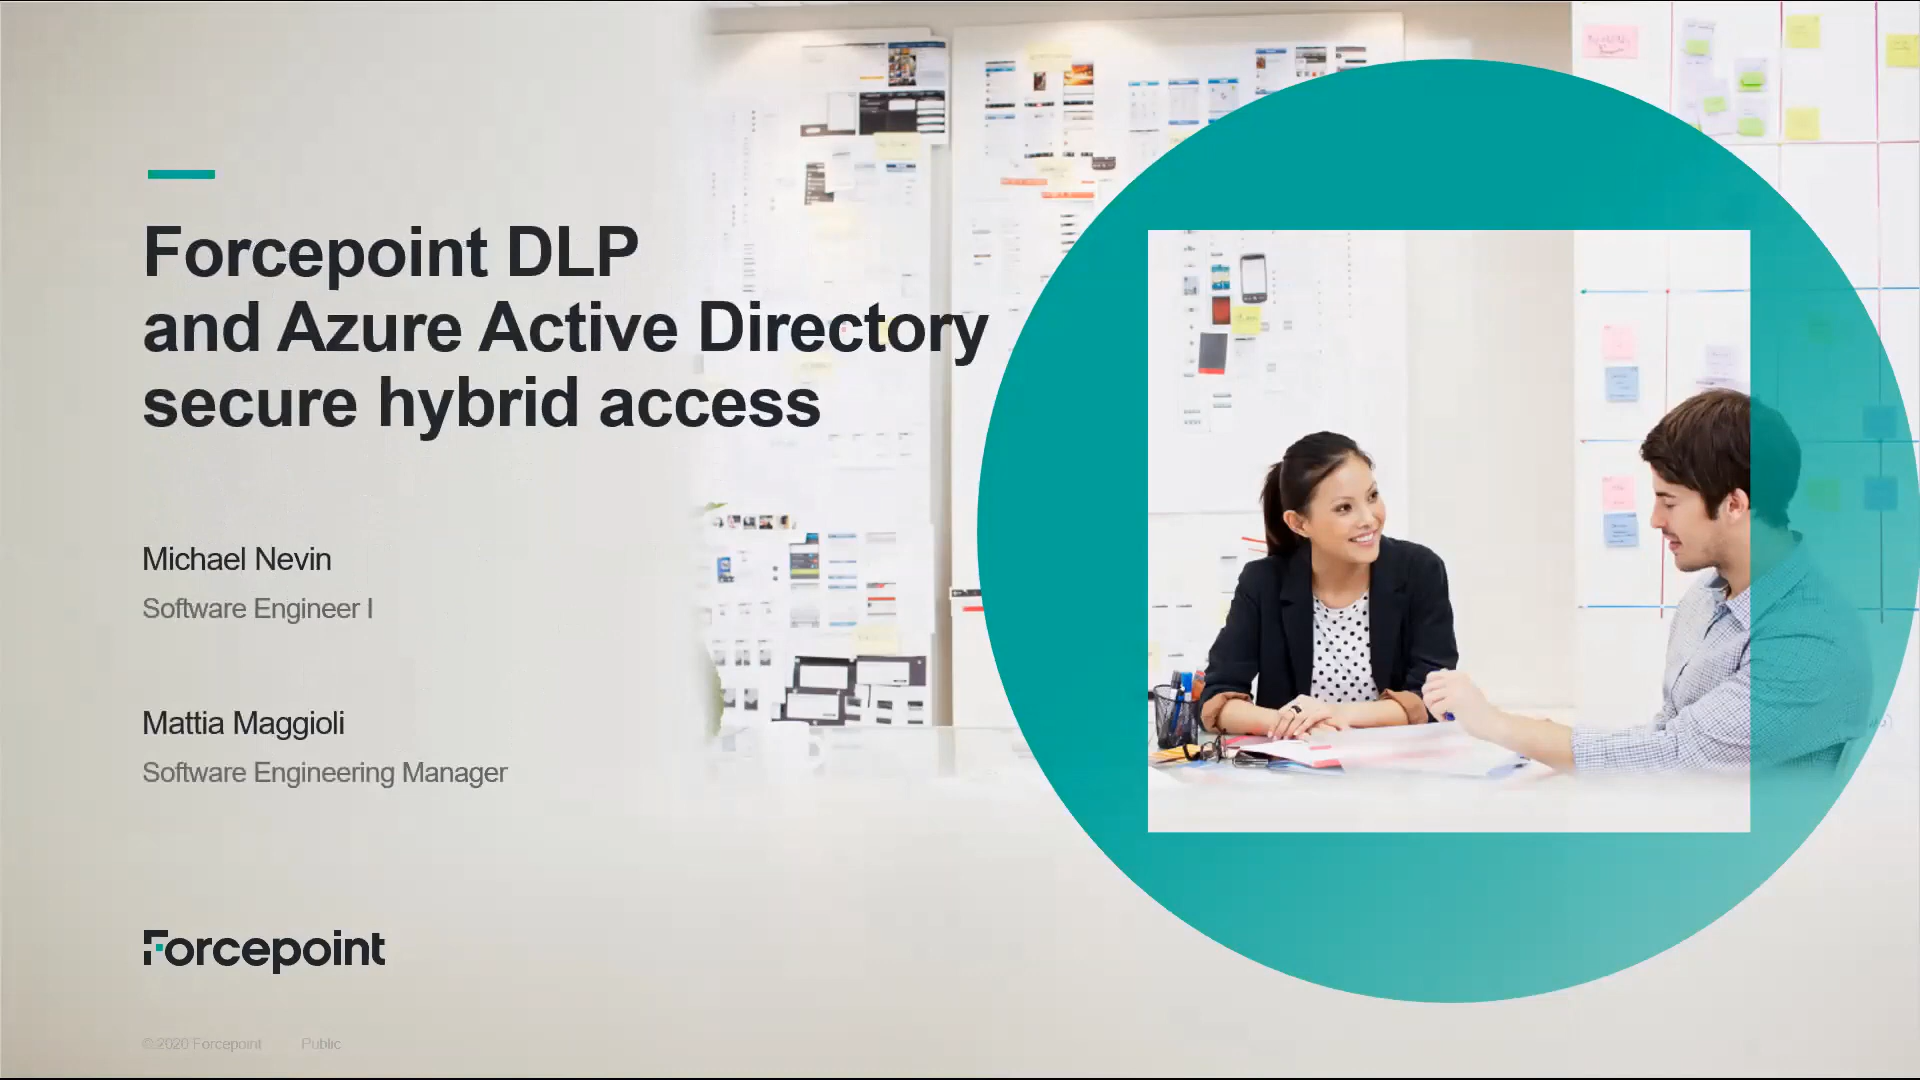 Forcepoint DLP
and Azure Active Directory
secure hybrid access
Michael Nevin
Software Engineer I
Mattia Maggioli
Software Engineering Manager
Forcepoint
© 2020 Forcepoint Public